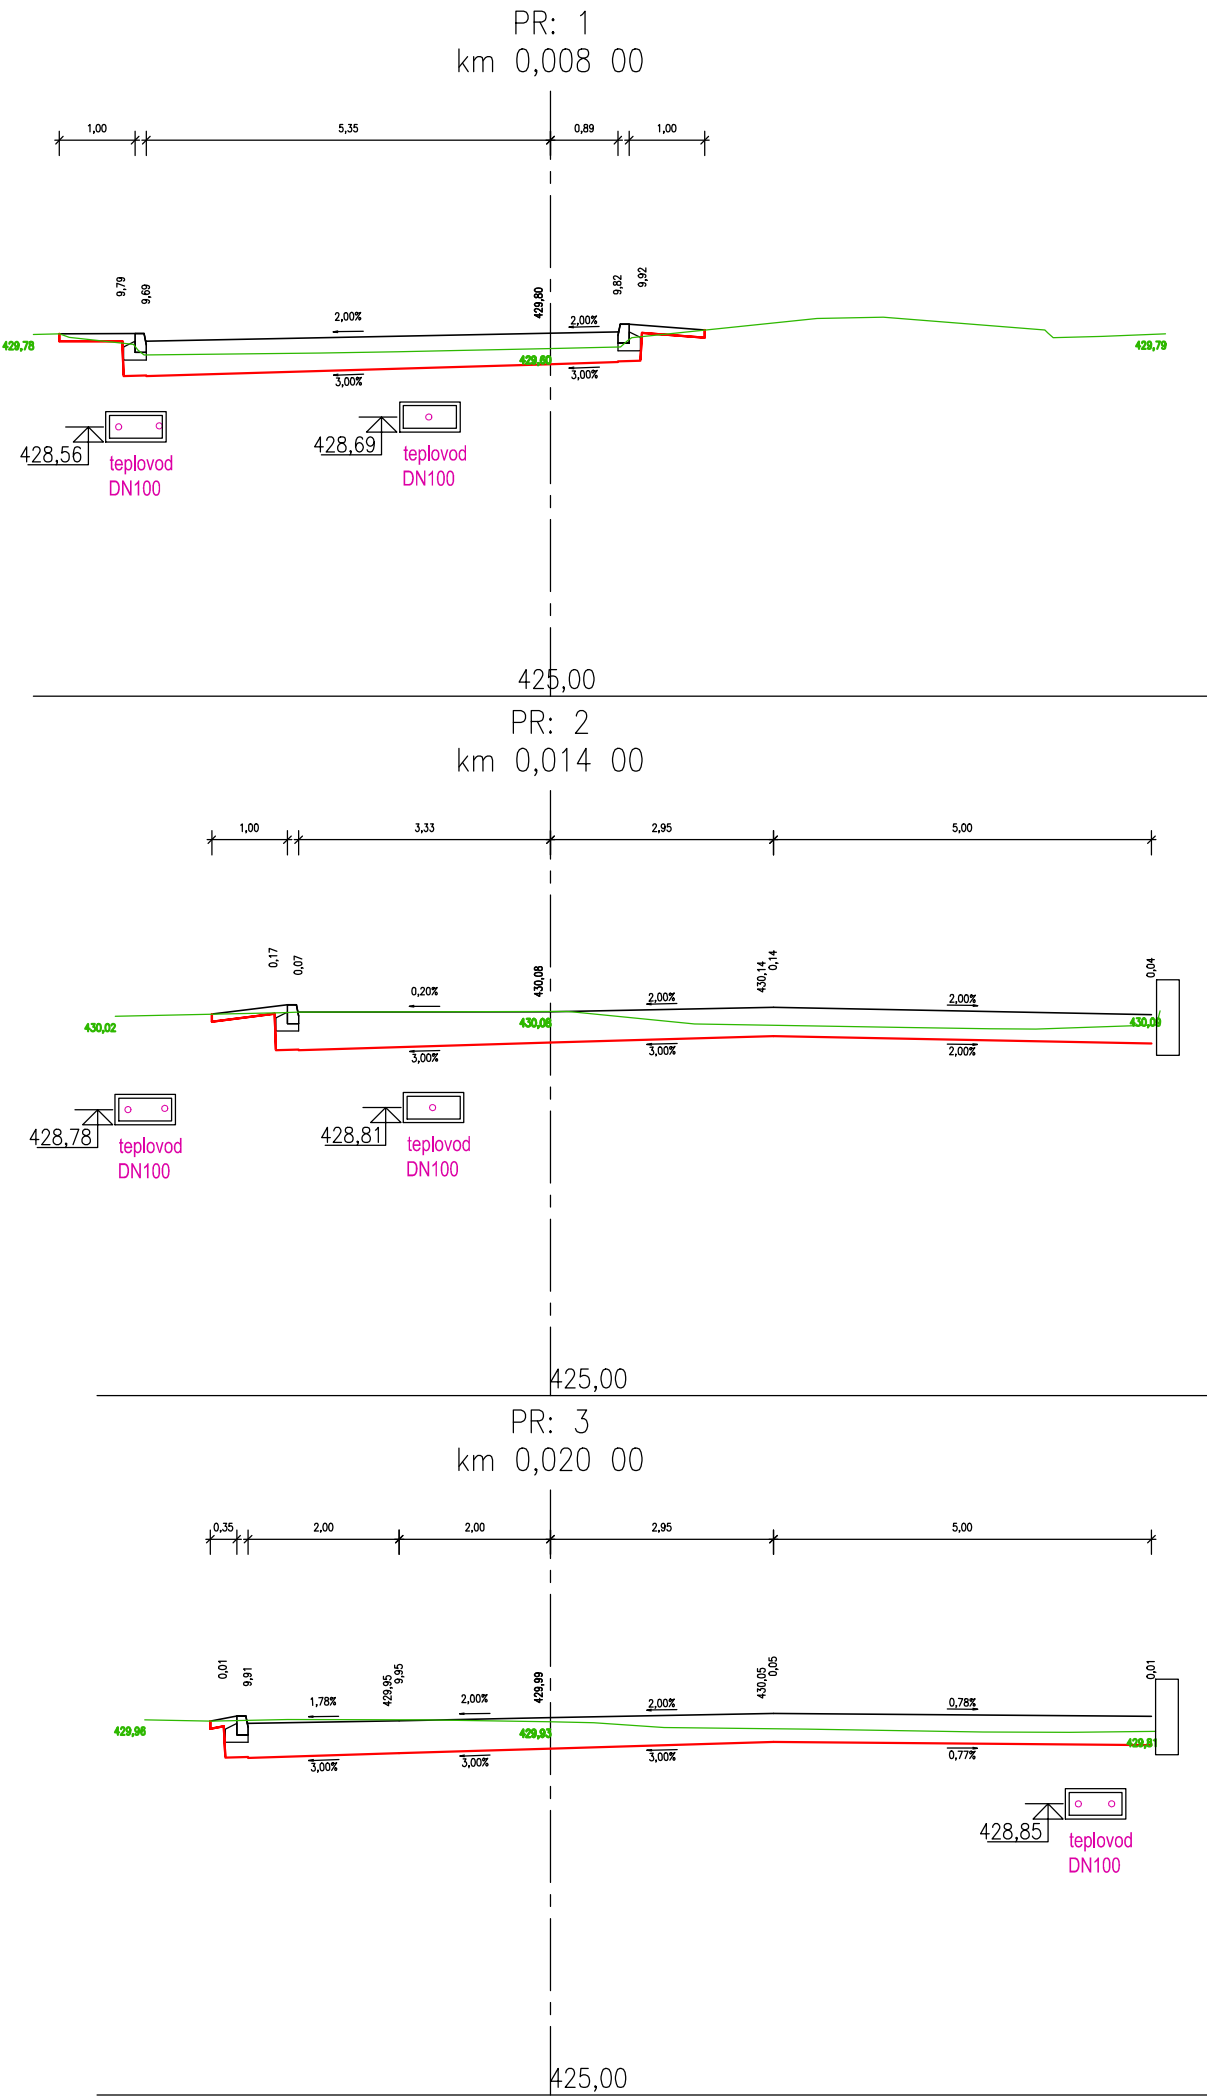 PR: 1
km 0,008 00
1,00 5,35 0,89 1,00
9,79 9,69 429,80 9,82 9,92
2,00% 2,00%
429,78 429,60 429,79
3,00% 3,00%
428,56 428,69
teplovod teplovod
DN100 DN100
425,00
PR: 2
km 0,014 00
1,00 3,33 2,95 5,00
0,17 0,07 430,08 430,14 0,14 0,04
0,20% 2,00% 2,00%
430,02 430,08 430,09
3,00% 3,00% 2,00%
428,78 428,81
teplovod teplovod
DN100 DN100
425,00
PR: 3
km 0,020 00
0,35 2,00 2,00 2,95 5,00
0,01 9,91 429,95 9,95 429,99 430,05 0,05 0,01
1,78% 2,00% 2,00% 0,78%
429,96 429,93 429,81
3,00% 3,00% 3,00% 0,77%
428,85
teplovod
DN100
425,00